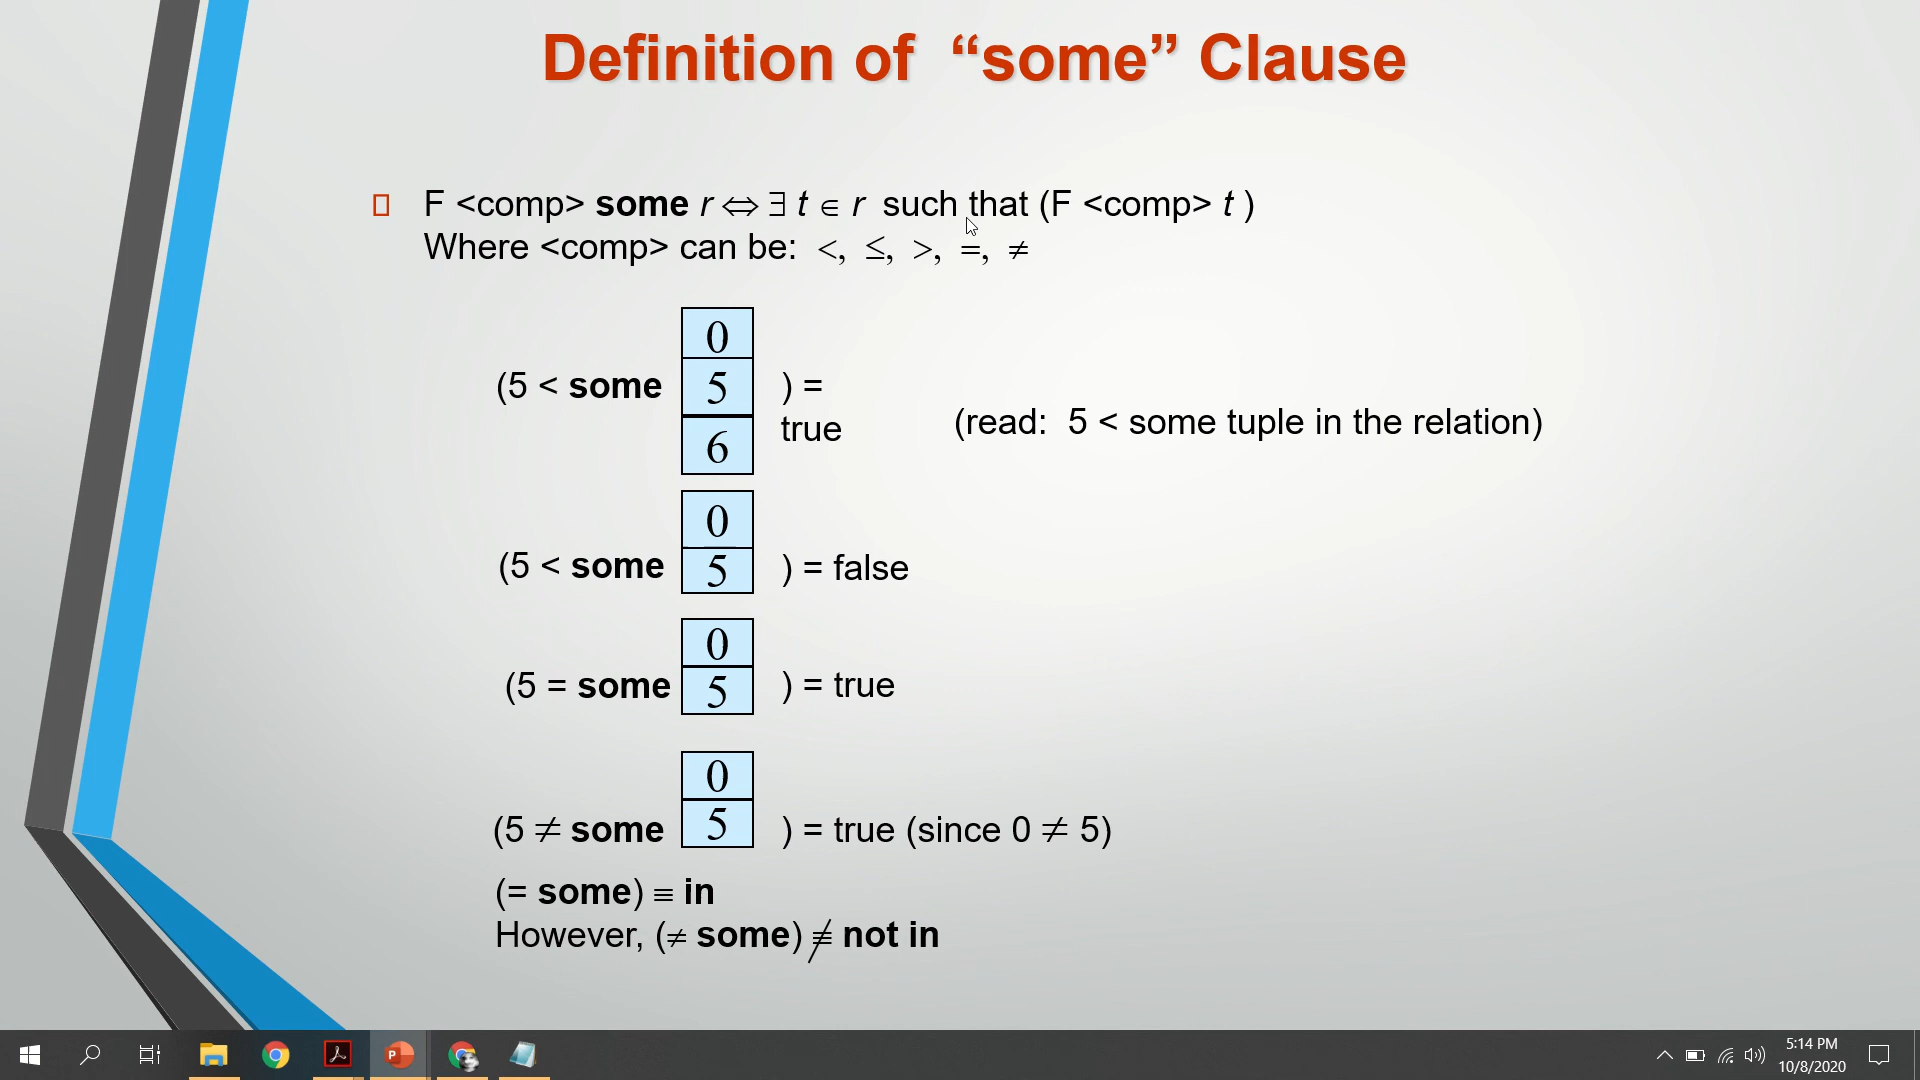 Definition of “some” Clause
F <comp> some r ⇔ ∃ t ∈ r such that (F <comp> t )
Where <comp> can be: <, ≤, >, =, ≠
0
(5 < some 5 ) =
true
6
(read: 5 < some tuple in the relation)
0
(5 < some 5 ) = false
0
(5 = some 5 ) = true
0
(5 ≠ some 5 ) = true (since 0 ≠ 5)
(= some) ≡ in
However, (≠ some) ≢ not in
5:14 PM
10/8/2020